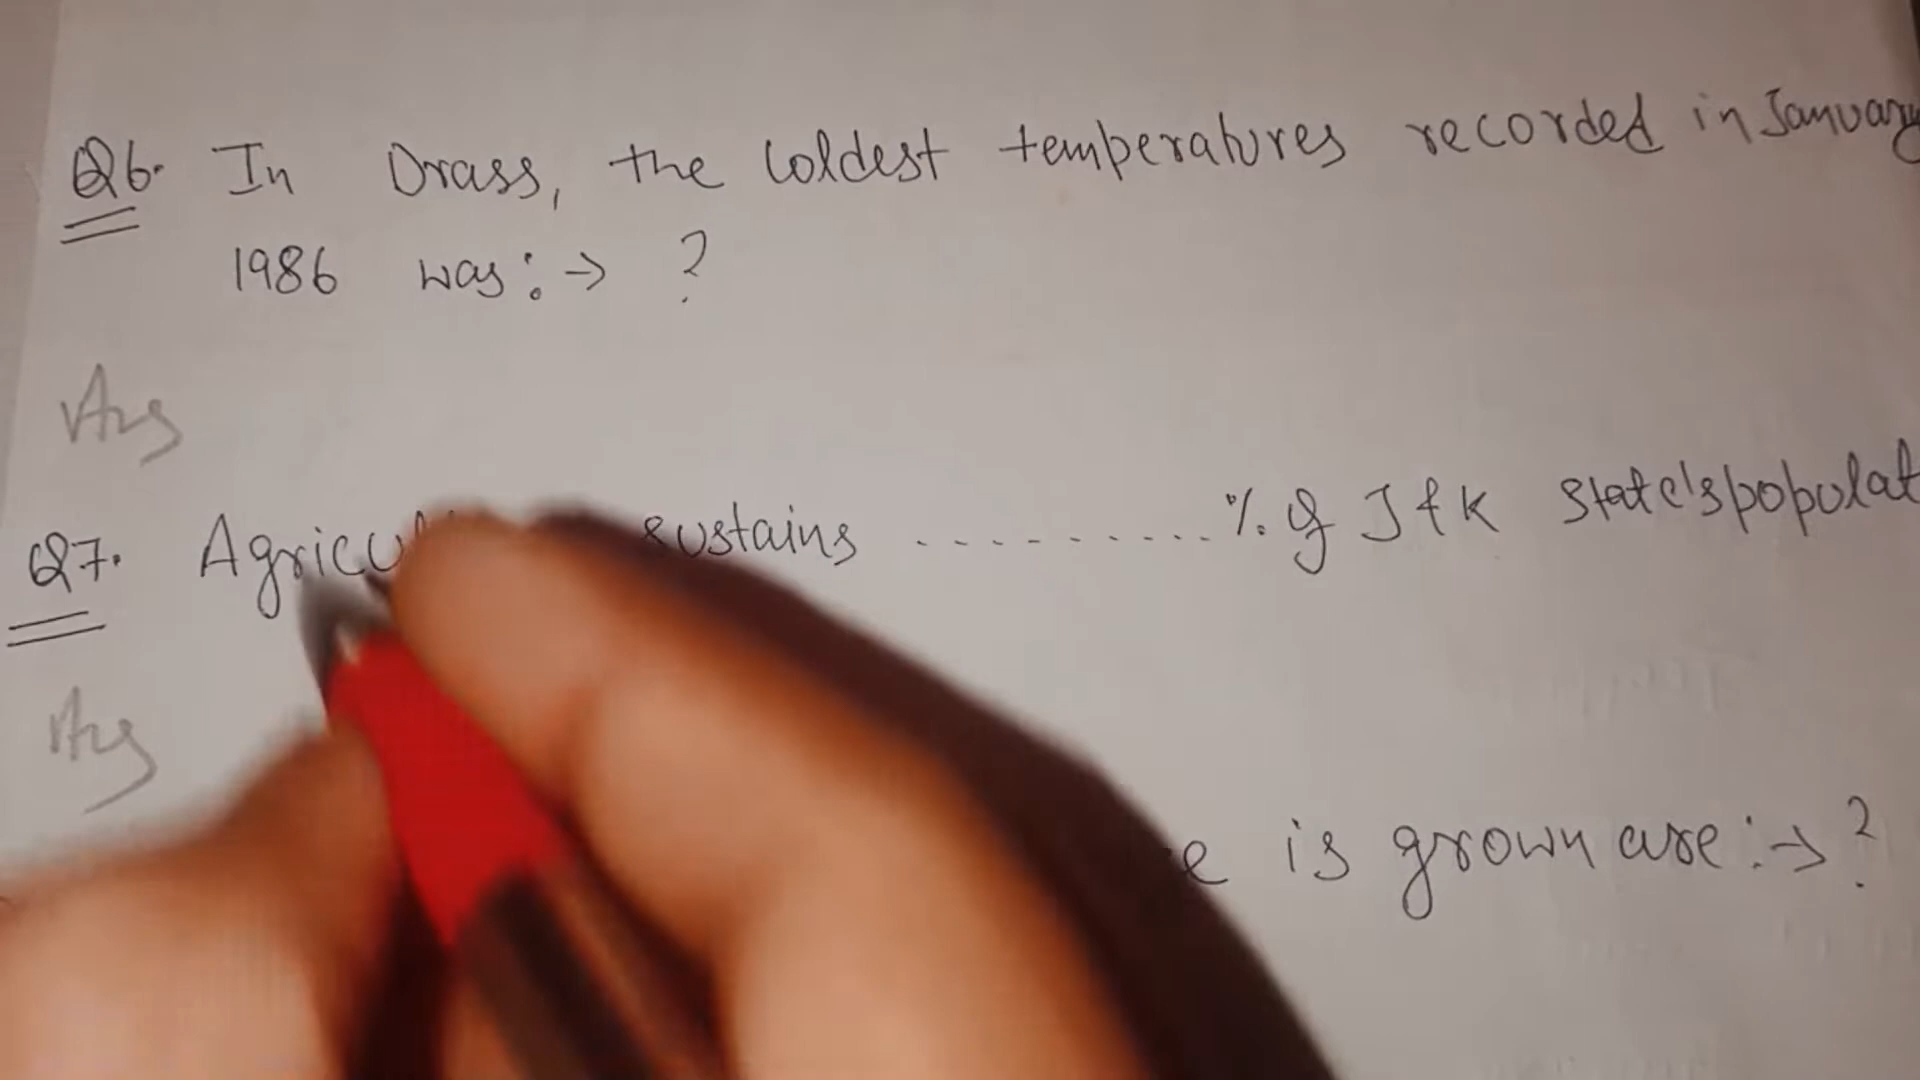 Q6. In Drass, the Coldest temperatures recorded in January
1986 was:→ ?
Ans
Q7. Agricul sustains ..........% of J & K State's populat
Ans
is grown are:→ ?